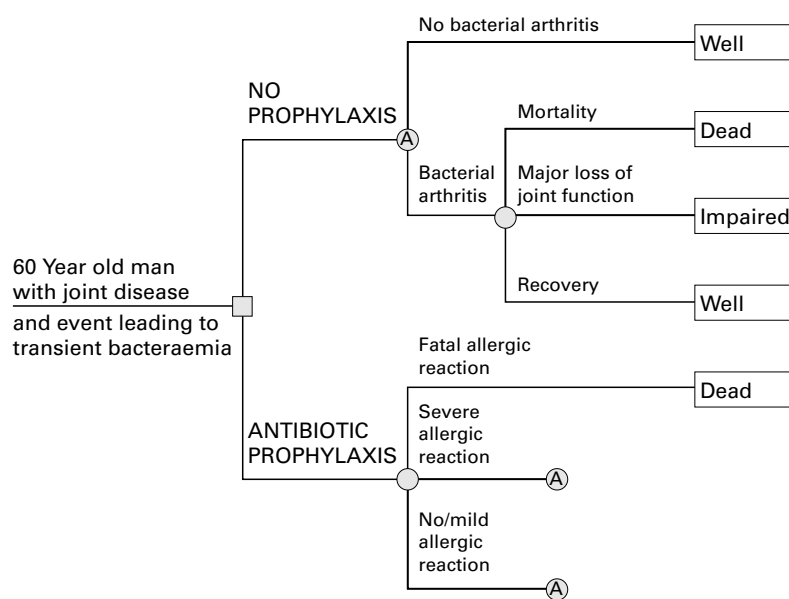 No bacterial arthritis
Well
NO
PROPHYLAXIS
A
Mortality
Dead
Bacterial
arthritis
Major loss of
joint function
Impaired
Recovery
Well
60 Year old man
with joint disease
and event leading to
transient bacteraemia
Fatal allergic
reaction
Dead
ANTIBIOTIC
PROPHYLAXIS
Severe
allergic
reaction
A
No/mild
allergic
reaction
A